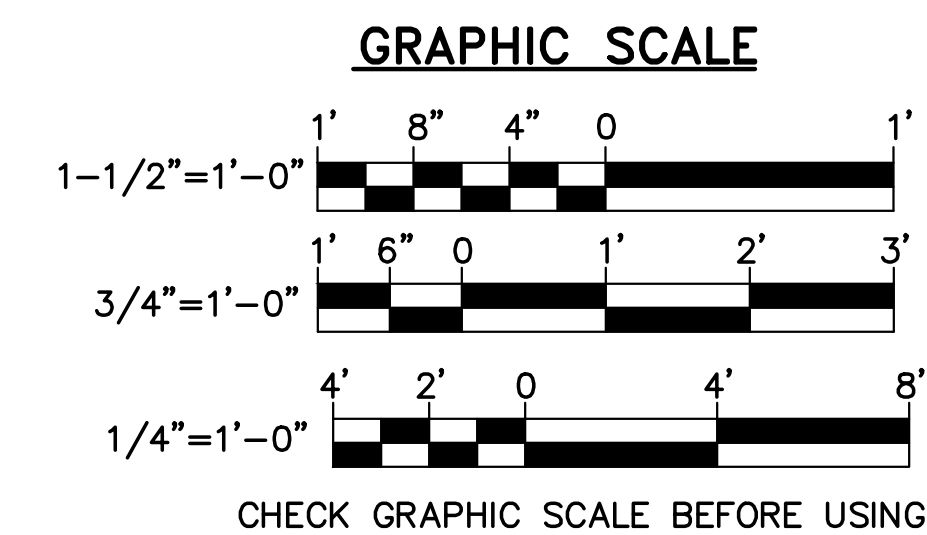 GRAPHIC SCALE
1' 8" 4" 0 1'
1-1/2"=1'-0"
1' 6" 0 1' 2' 3'
3/4"=1'-0"
4' 2' 0 4' 8'
1/4"=1'-0"
CHECK GRAPHIC SCALE BEFORE USING